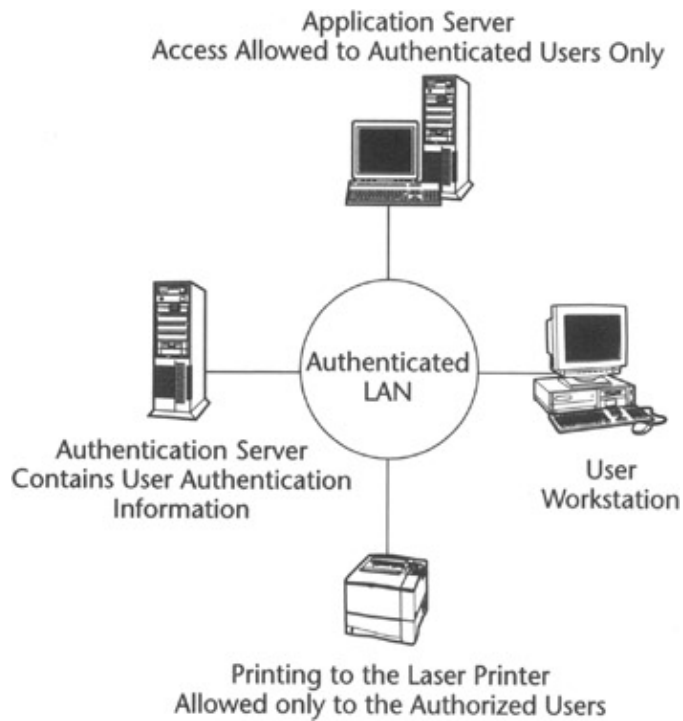 Application Server
Access Allowed to Authenticated Users Only
Authenticated
LAN
Authentication Server
Contains User Authentication
Information
User
Workstation
Printing to the Laser Printer
Allowed only to the Authorized Users